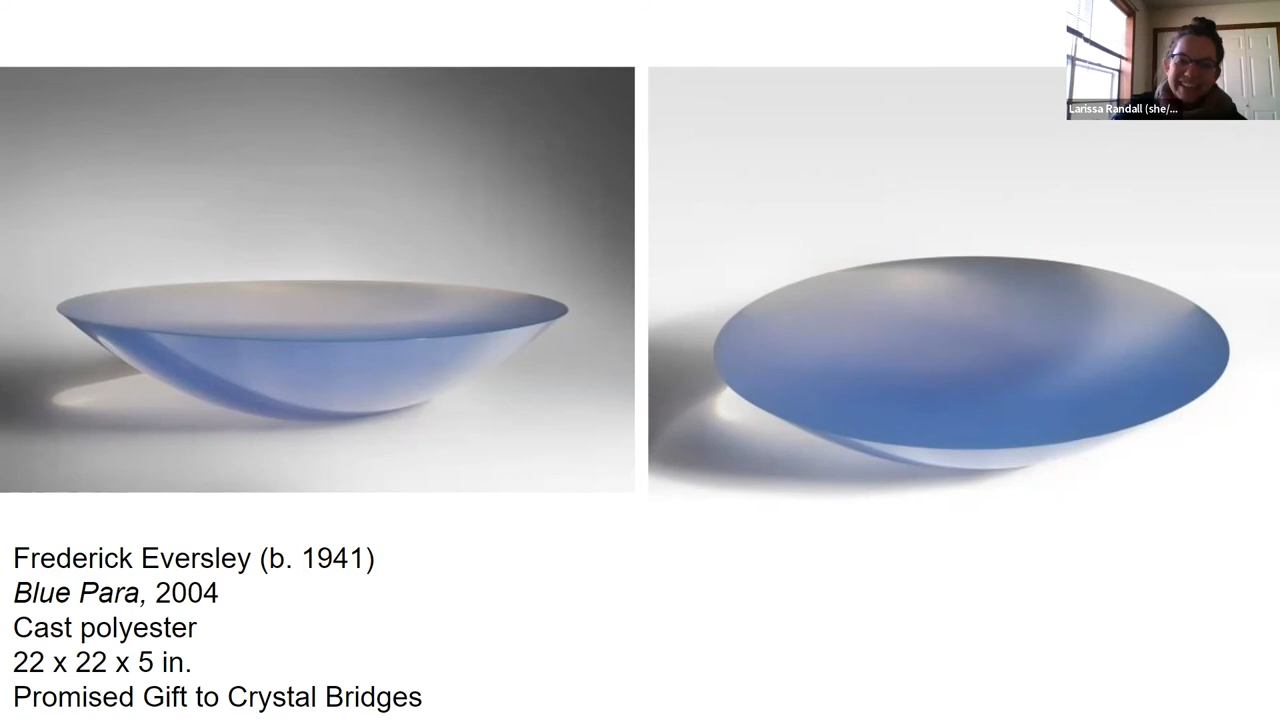 Larissa Randall (she/...
Frederick Eversley (b. 1941)
Blue Para, 2004
Cast polyester
22 x 22 x 5 in.
Promised Gift to Crystal Bridges